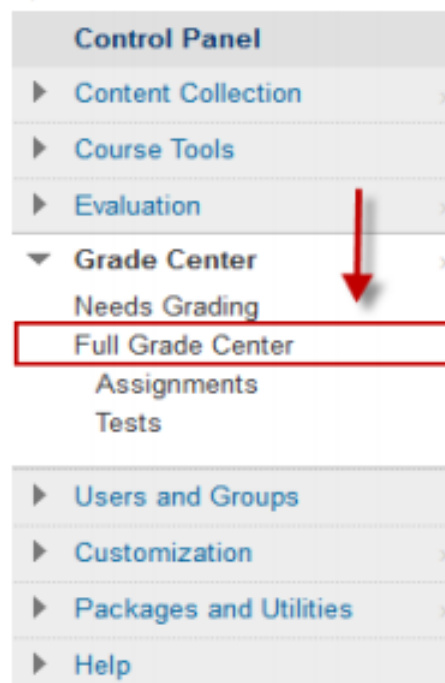 Control Panel
Content Collection
Course Tools
Evaluation
Grade Center
Needs Grading
Full Grade Center
Assignments
Tests
Users and Groups
Customization
Packages and Utilities
Help